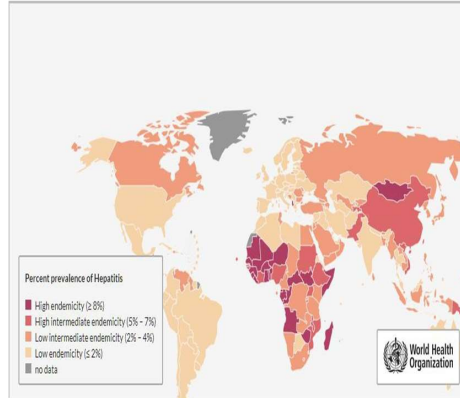 Percent prevalence of Hepatitis
High endemicity (≥ 8%)
High intermediate endemicity (5% – 7%)
Low intermediate endemicity (2% – 4%)
Low endemicity (≤ 2%)
no data
World Health
Organization